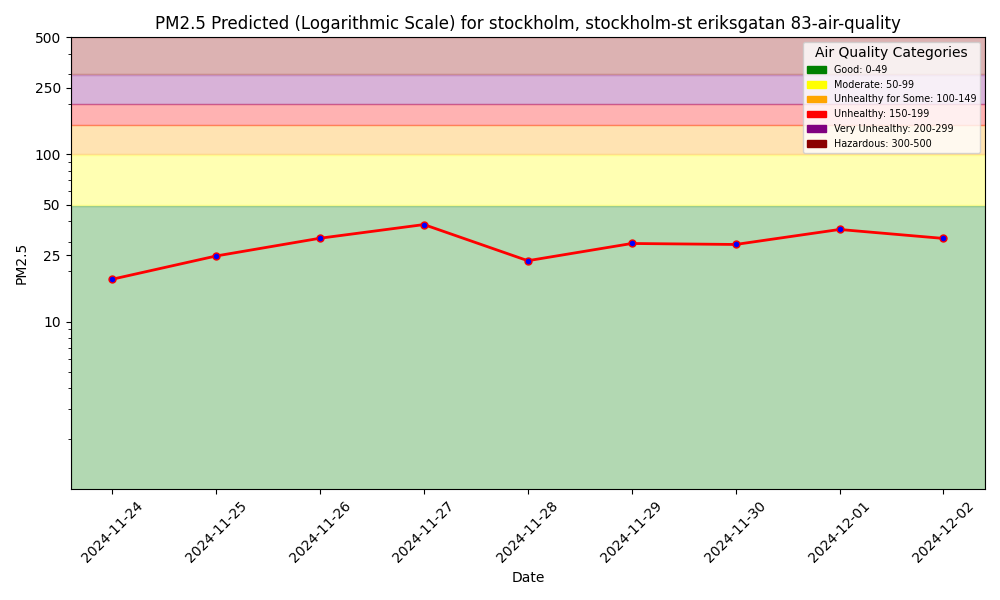 PM2.5 Predicted (Logarithmic Scale) for stockholm, stockholm-st eriksgatan 83-air-quality
500
250
100
50
25
10
PM2.5
Air Quality Categories
Good: 0-49
Moderate: 50-99
Unhealthy for Some: 100-149
Unhealthy: 150-199
Very Unhealthy: 200-299
Hazardous: 300-500
2024-11-24
2024-11-25
2024-11-26
2024-11-27
2024-11-28
2024-11-29
2024-11-30
2024-12-01
2024-12-02
Date